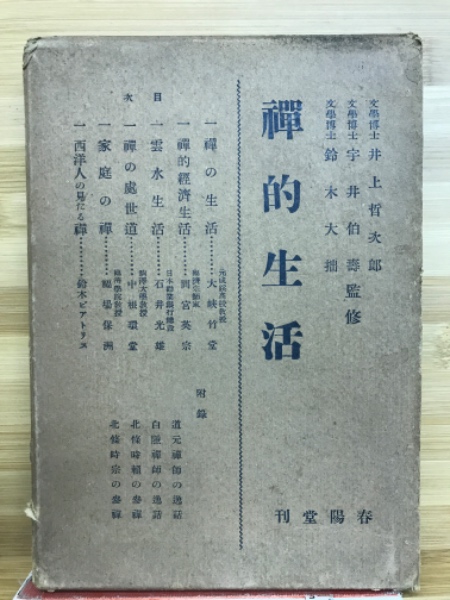 文學博士 井上哲次郎
文學博士 宇井伯壽 監修
文學博士 鈴木大拙
禪的生活
春陽堂刊
目次
一 禪の生活………大峽竹堂
一 禪的經濟生活………間宮英宗
一 雲水生活………石井光雄
一 禪の處世道………中根環堂
一 家庭の禪………保洲
一 西洋人の見たる禪………鈴木ビアトリス
附錄
道元禪師の逸話
白隱禪師の逸話
北條時賴の參禪
北條時宗の參禪